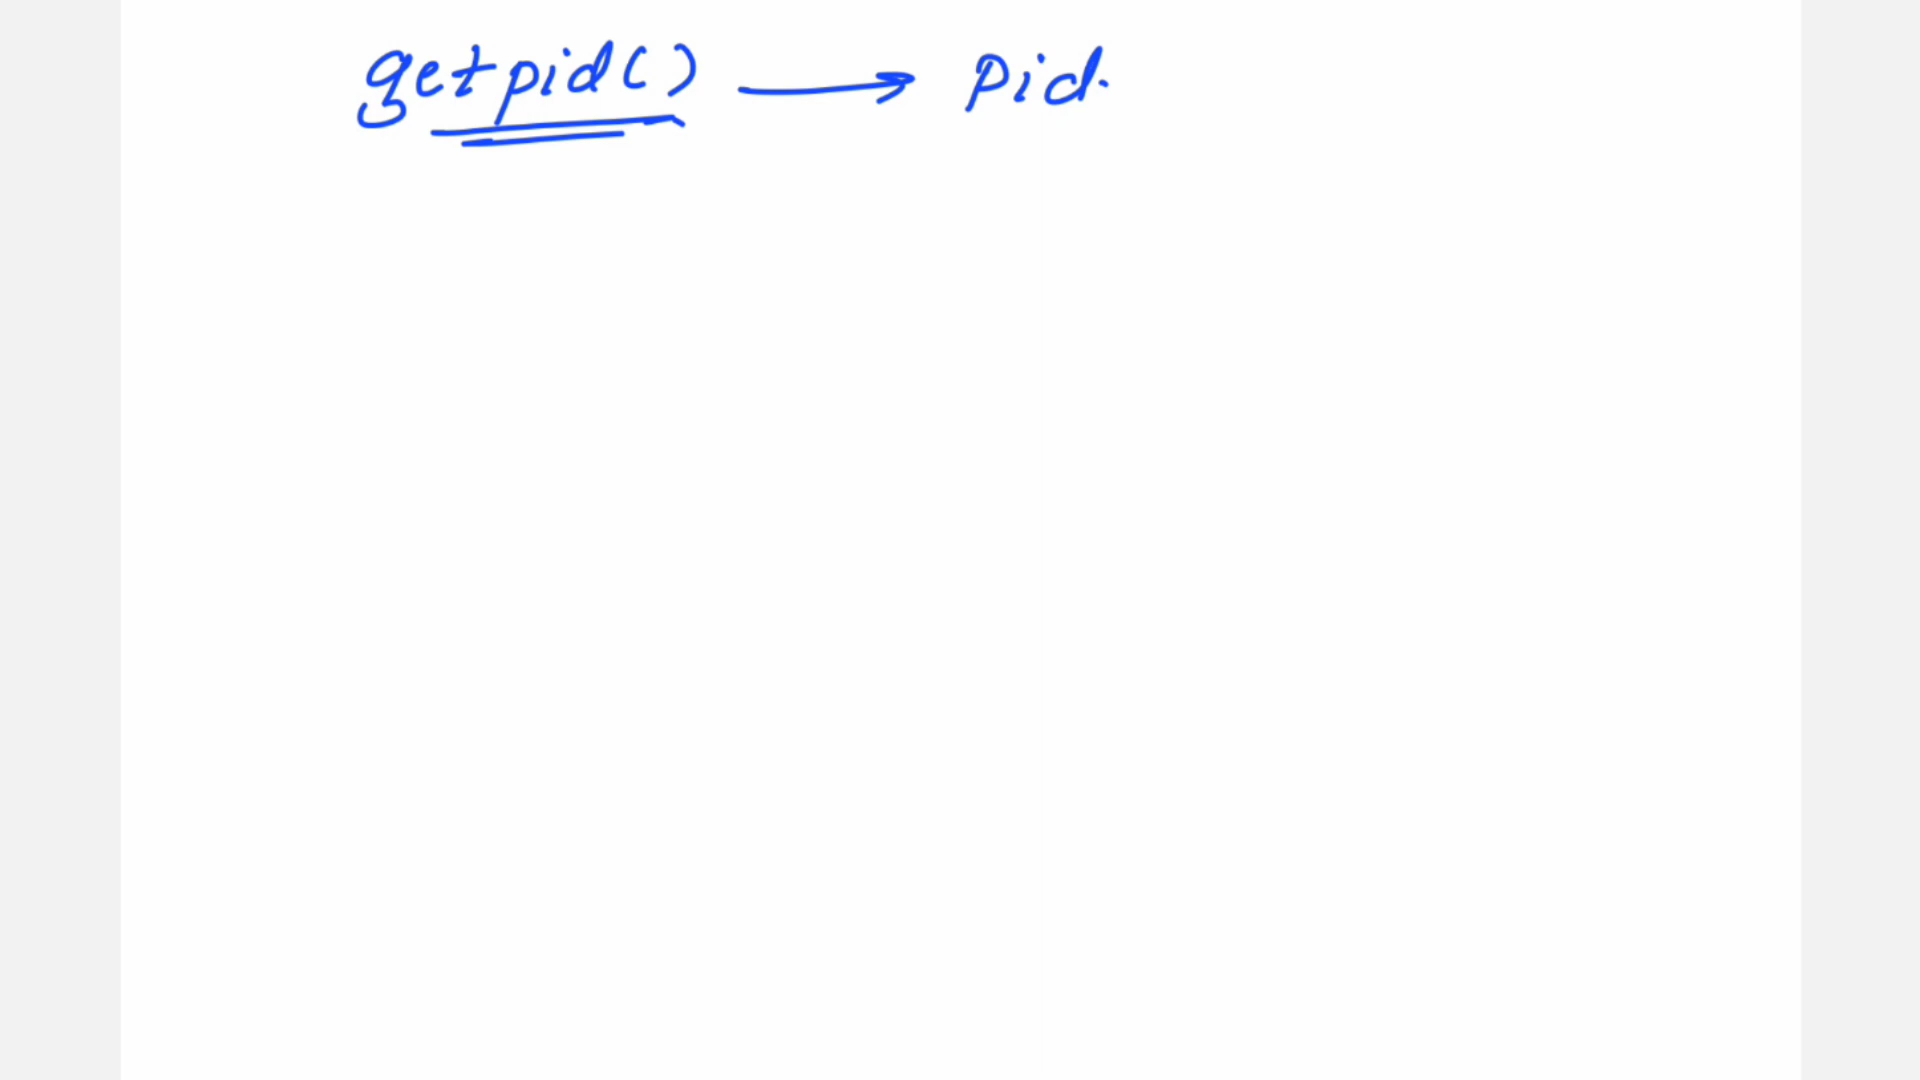 getpid() → pid.